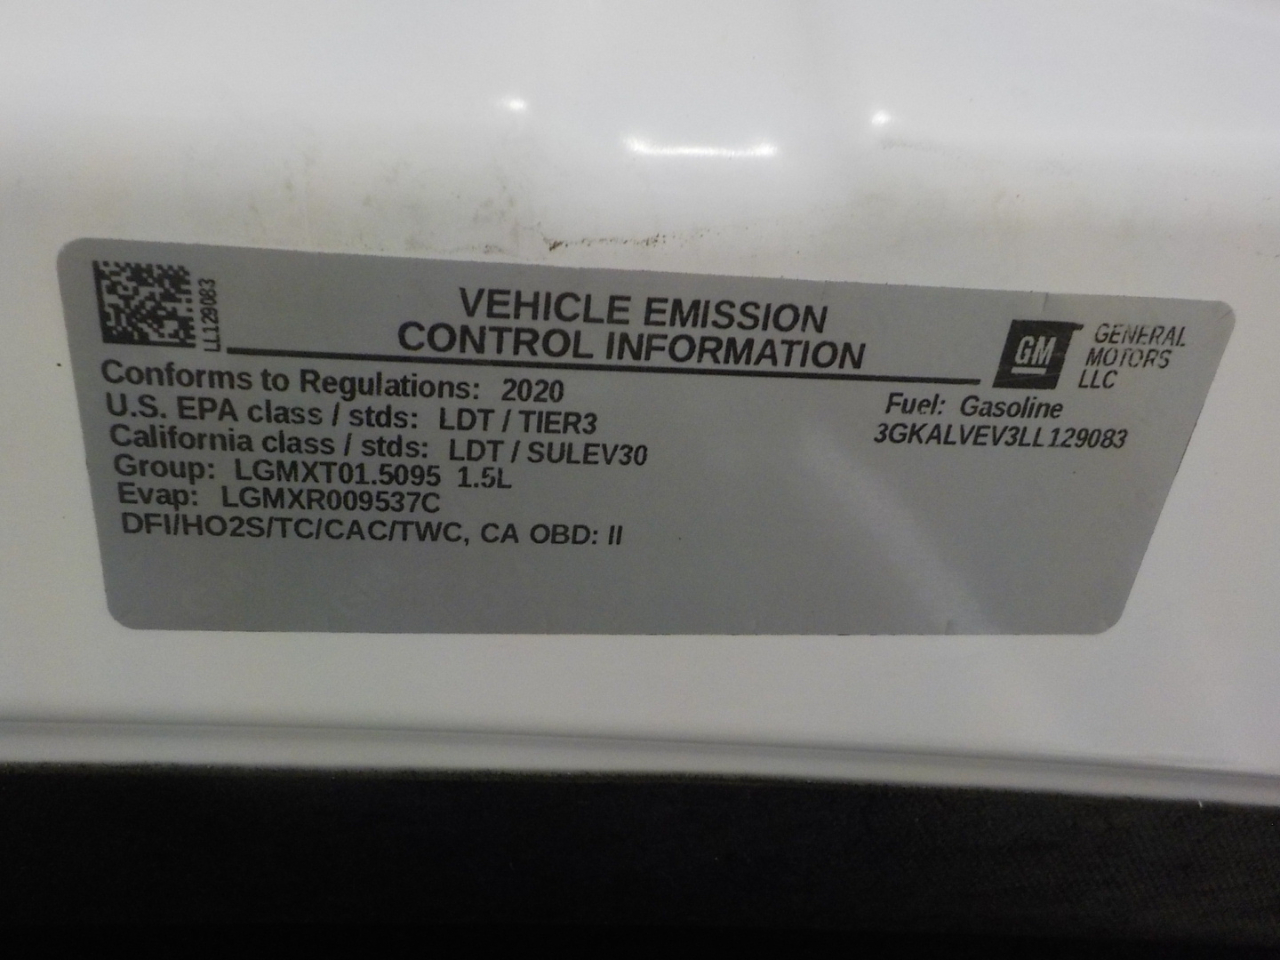 LL129083
VEHICLE EMISSION
CONTROL INFORMATION
GM
GENERAL
MOTORS
LLC
Conforms to Regulations: 2020
U.S. EPA class / stds: LDT / TIER3
California class / stds: LDT / SULEV30
Group: LGMXT01.5095 1.5L
Evap: LGMXR009537C
DFI/HO2S/TC/CAC/TWC, CA OBD: II
Fuel: Gasoline
3GKALVEV3LL129083